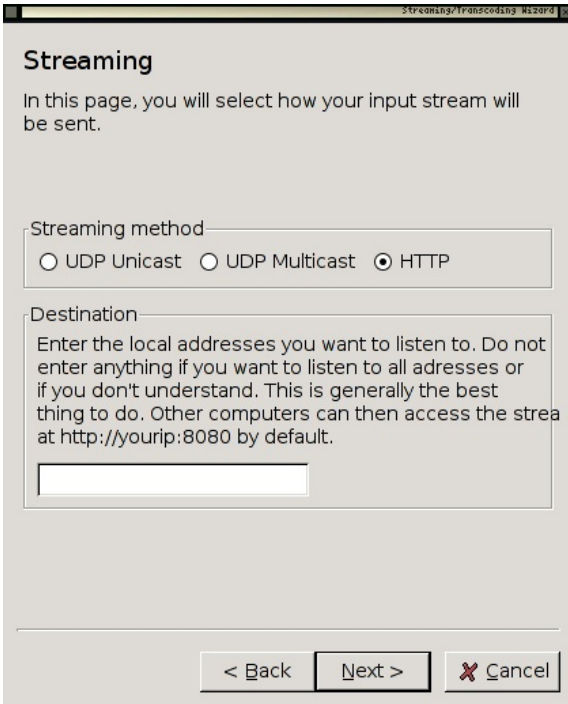 Streaming/Transcoding Wizard
Streaming
In this page, you will select how your input stream will
be sent.
Streaming method
UDP Unicast UDP Multicast HTTP
Destination
Enter the local addresses you want to listen to. Do not
enter anything if you want to listen to all adresses or
if you don't understand. This is generally the best
thing to do. Other computers can then access the strea
at http://yourip:8080 by default.
< Back Next > Cancel